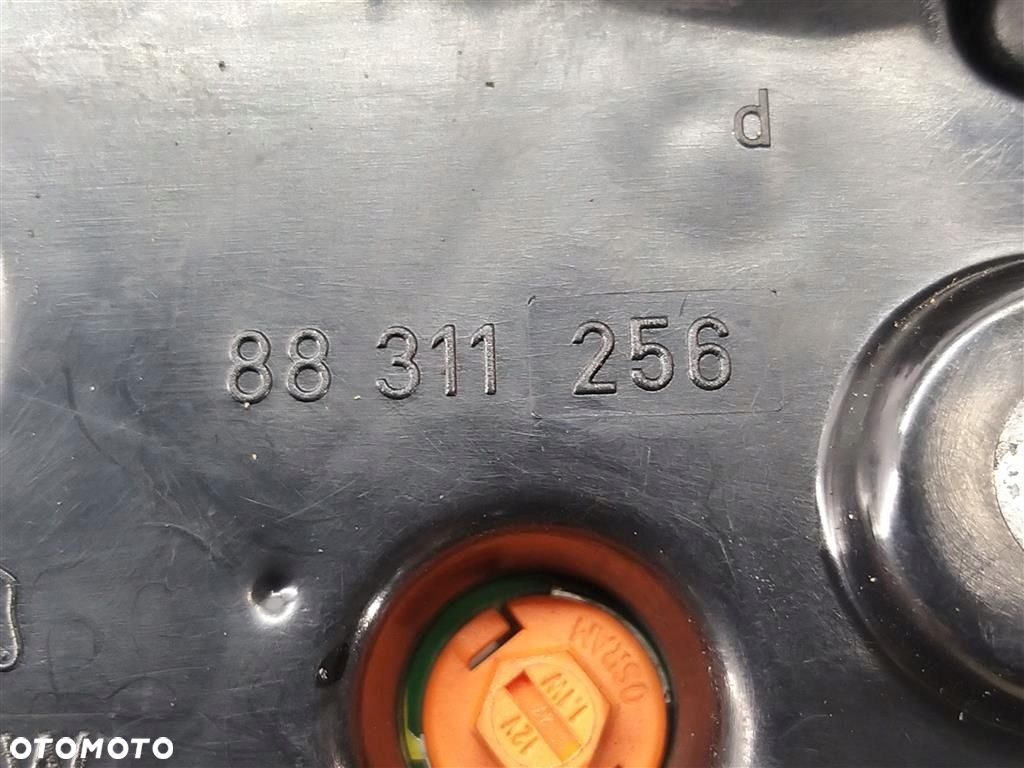 d
88 311 256
OSRAM
12V
1.1W
OTOMOTO